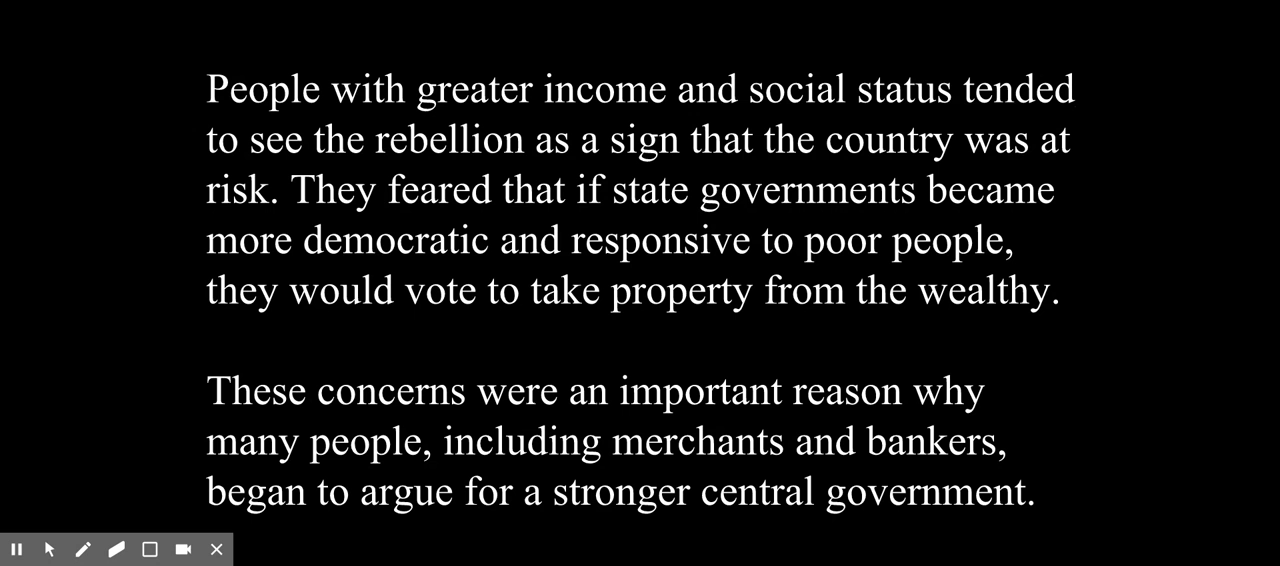 People with greater income and social status tended
to see the rebellion as a sign that the country was at
risk. They feared that if state governments became
more democratic and responsive to poor people,
they would vote to take property from the wealthy.
These concerns were an important reason why
many people, including merchants and bankers,
began to argue for a stronger central government.